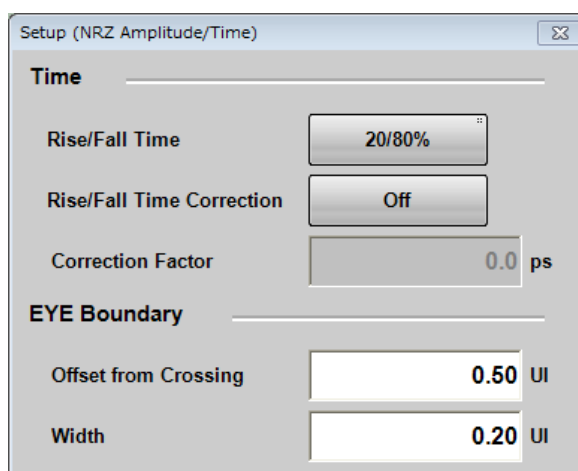 Setup (NRZ Amplitude/Time)
Time
Rise/Fall Time 20/80%
Rise/Fall Time Correction Off
Correction Factor 0.0 ps
EYE Boundary
Offset from Crossing 0.50 UI
Width 0.20 UI